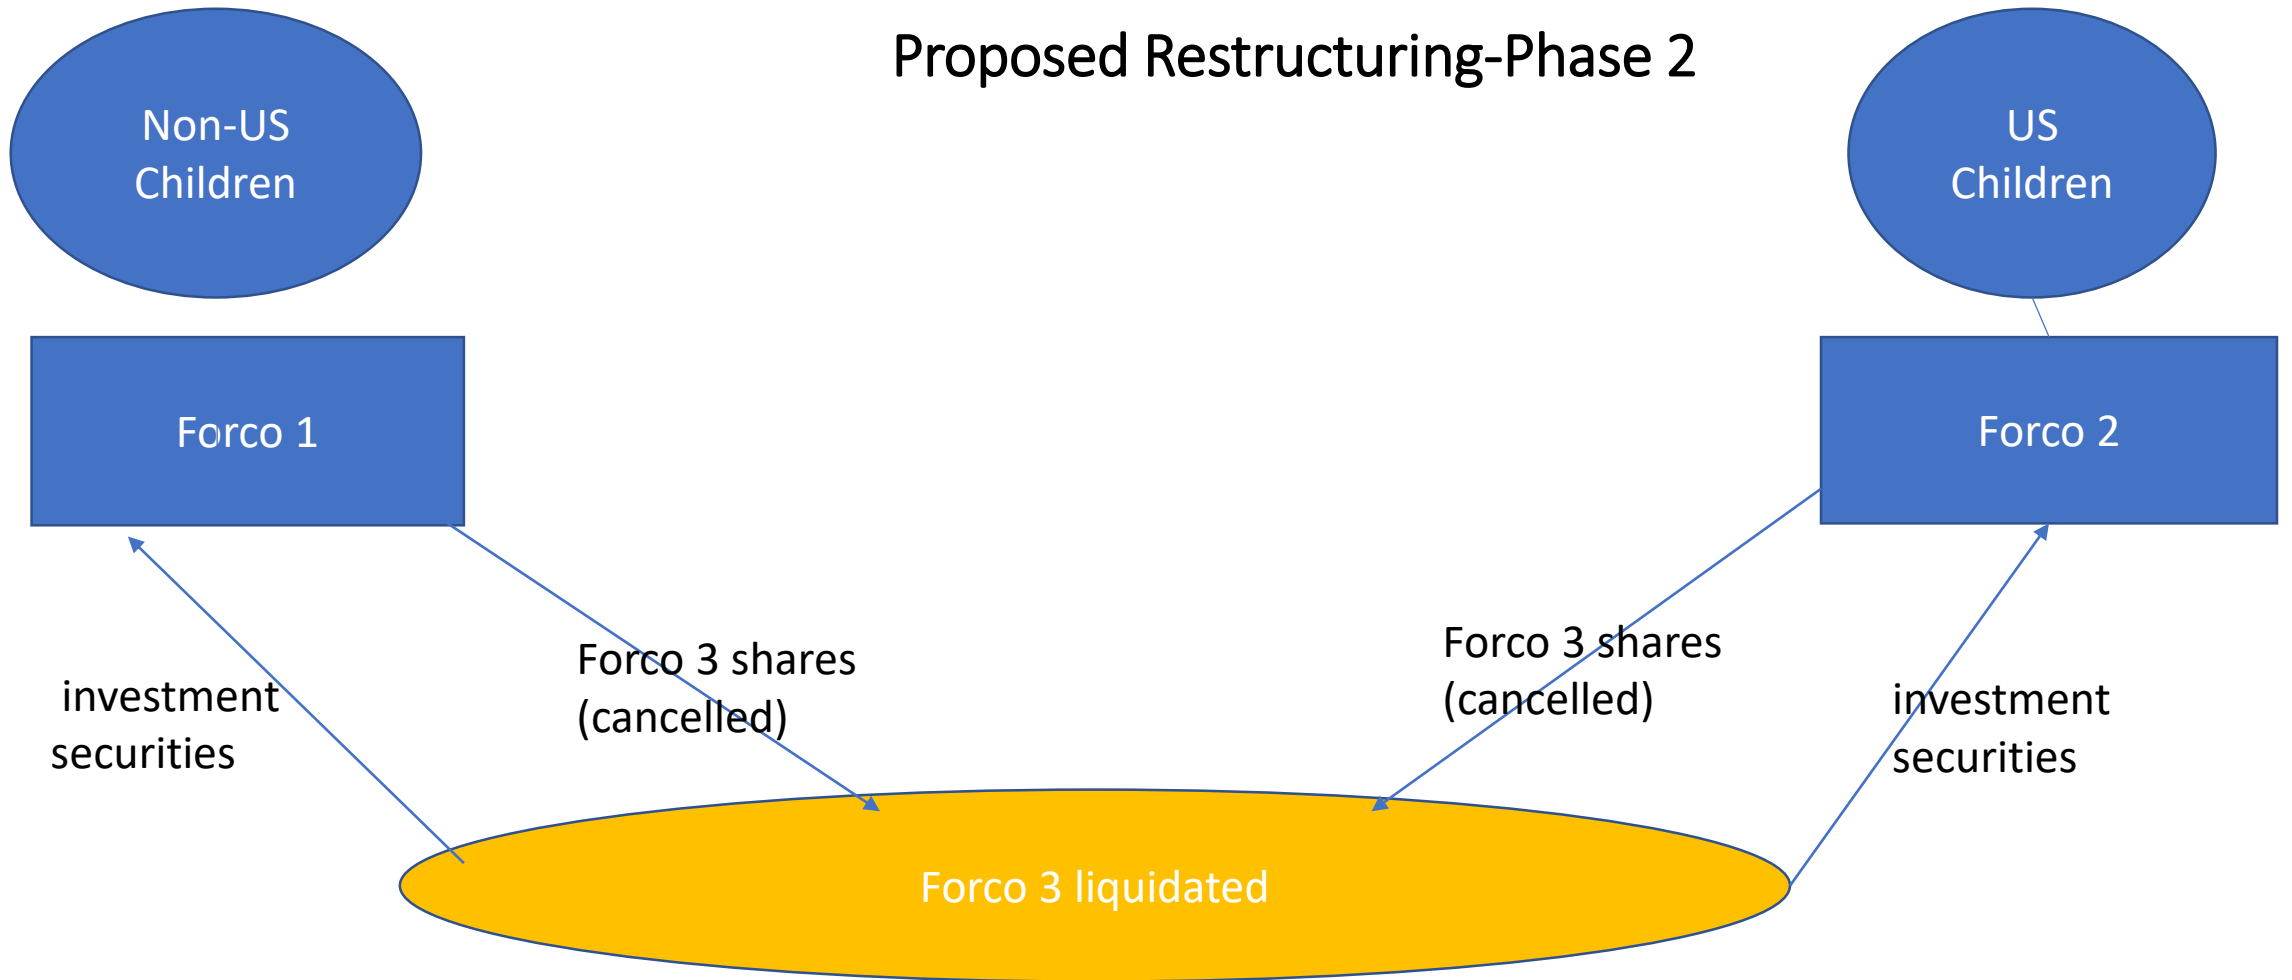 Proposed Restructuring-Phase 2
Non-US
Children
US
Children
Forco 1
Forco 2
investment
securities
Forco 3 shares
(cancelled)
Forco 3 shares
(cancelled)
investment
securities
Forco 3 liquidated